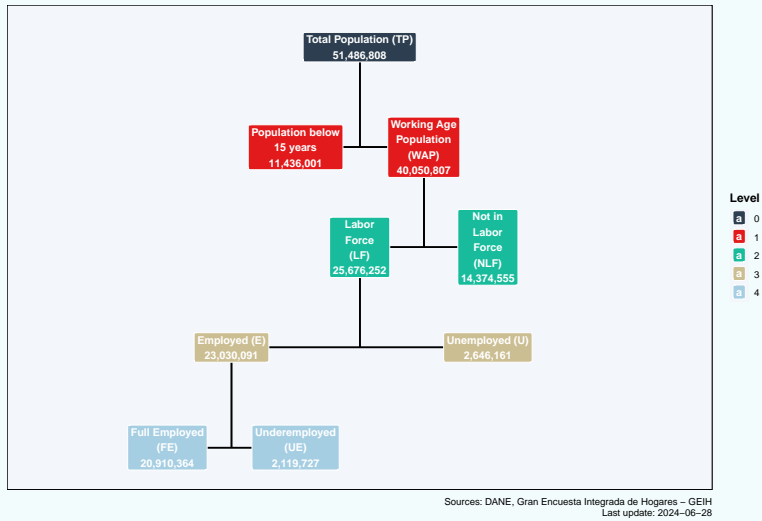 Total Population (TP)
51,486,808
Population below
15 years
11,436,001
Working Age
Population
(WAP)
40,050,807
Labor
Force
(LF)
25,676,252
Not in
Labor
Force
(NLF)
14,374,555
Employed (E)
23,030,091
Unemployed (U)
2,646,161
Full Employed
(FE)
20,910,364
Underemployed
(UE)
2,119,727
Level
a 0
a 1
a 2
a 3
a 4
Sources: DANE, Gran Encuesta Integrada de Hogares – GEIH
Last update: 2024–06–28